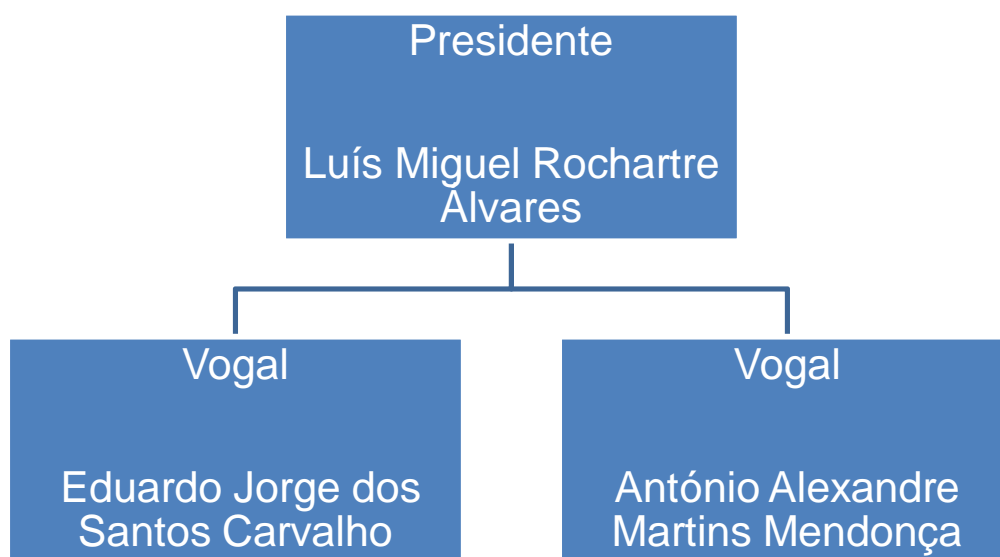 Presidente
Luís Miguel Rochartre
Álvares
Vogal
Eduardo Jorge dos
Santos Carvalho
Vogal
António Alexandre
Martins Mendonça